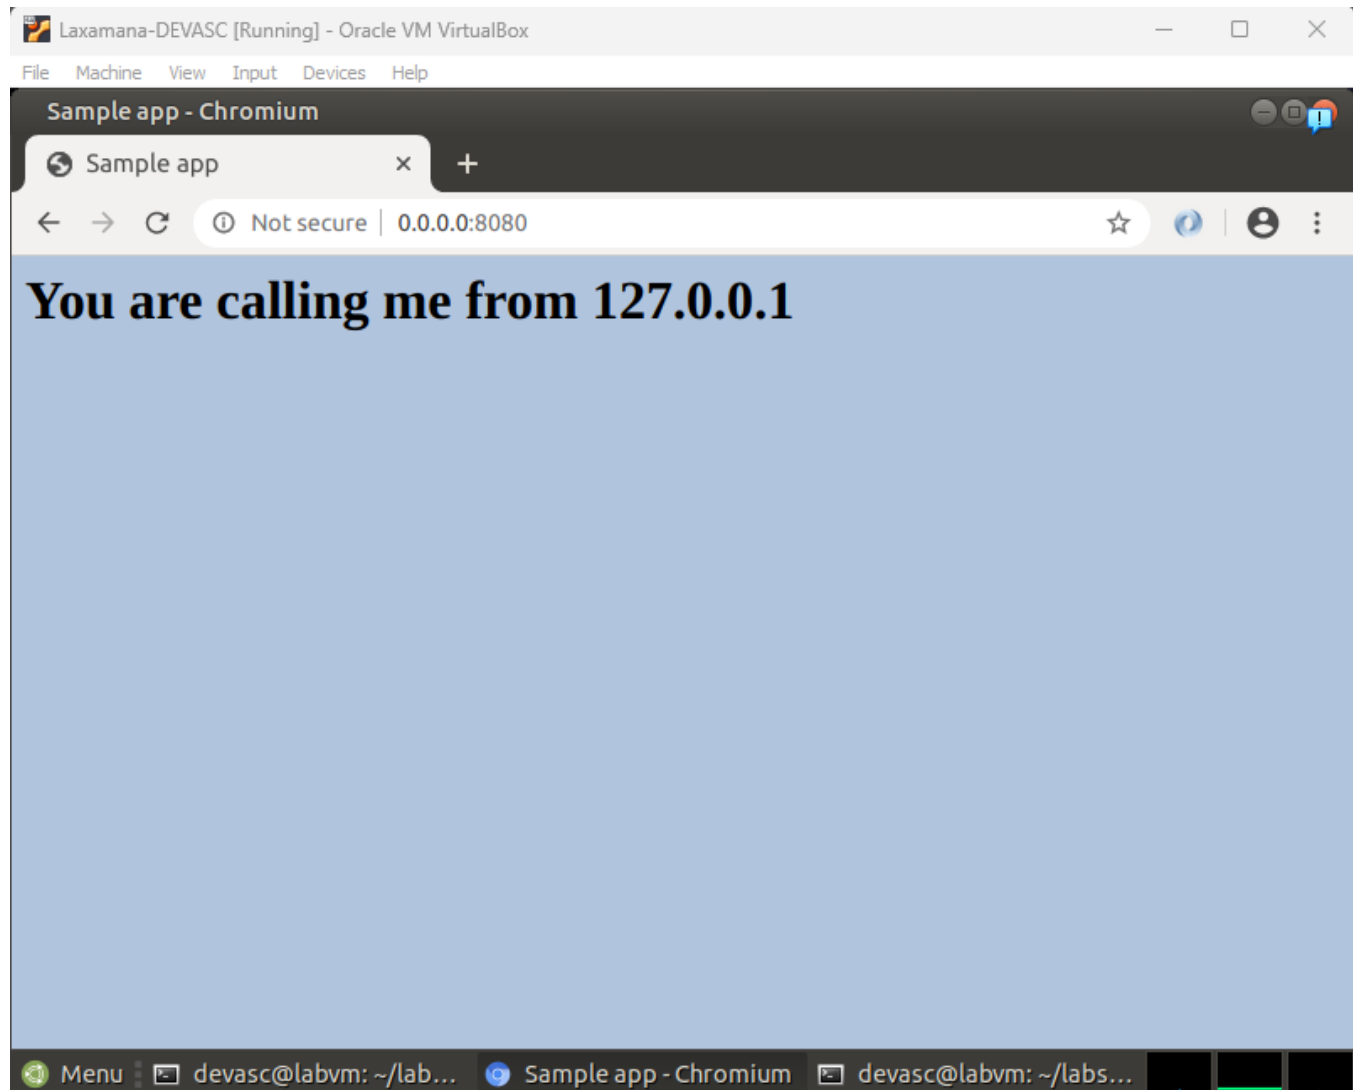 Laxamana-DEVASC [Running] - Oracle VM VirtualBox
File Machine View Input Devices Help
Sample app - Chromium
Sample app
Not secure 0.0.0.0:8080
You are calling me from 127.0.0.1
Menu devasc@labvm: ~/lab... Sample app - Chromium devasc@labvm: ~/labs...